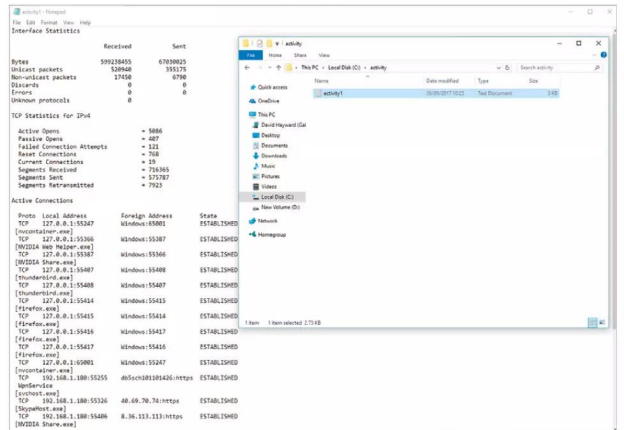 activity1 - Notepad
File Edit Format View Help
Interface Statistics
Received Sent
Bytes 599238455 67030025
Unicast packets 520940 355175
Non-unicast packets 17450 6790
Discards 0 0
Errors 0 0
Unknown protocols 0
TCP Statistics for IPv4
Active Opens = 5086
Passive Opens = 407
Failed Connection Attempts = 121
Reset Connections = 768
Current Connections = 19
Segments Received = 716365
Segments Sent = 575787
Segments Retransmitted = 7923
Active Connections
Proto Local Address Foreign Address State
TCP 127.0.0.1:55247 Windows:65001 ESTABLISHED
[nvcontainer.exe]
TCP 127.0.0.1:55366 Windows:55387 ESTABLISHED
[NVIDIA Web Helper.exe]
TCP 127.0.0.1:55387 Windows:55366 ESTABLISHED
[NVIDIA Share.exe]
TCP 127.0.0.1:55407 Windows:55408 ESTABLISHED
[thunderbird.exe]
TCP 127.0.0.1:55408 Windows:55407 ESTABLISHED
[thunderbird.exe]
TCP 127.0.0.1:55414 Windows:55415 ESTABLISHED
[firefox.exe]
TCP 127.0.0.1:55415 Windows:55414 ESTABLISHED
[firefox.exe]
TCP 127.0.0.1:55416 Windows:55417 ESTABLISHED
[firefox.exe]
TCP 127.0.0.1:55417 Windows:55416 ESTABLISHED
[firefox.exe]
TCP 127.0.0.1:65001 Windows:55247 ESTABLISHED
[nvcontainer.exe]
TCP 192.168.1.180:55255 db5sch101101426:https ESTABLISHED
WpnService
[svchost.exe]
TCP 192.168.1.180:55326 40.69.70.74:https ESTABLISHED
[SkypeHost.exe]
TCP 192.168.1.180:55406 8.36.113.113:https ESTABLISHED
[NVIDIA Share.exe]
activity
File Home Share View
This PC > Local Disk (C:) > activity
Search activity
Name Date modified Type Size
activity1 26/09/2017 10:23 Text Document 3 KB
Quick access
OneDrive
This PC
David Hayward (Gal
Desktop
Documents
Downloads
Music
Pictures
Videos
Local Disk (C:)
New Volume (D:)
Network
Homegroup
1 item 1 item selected 2.73 KB